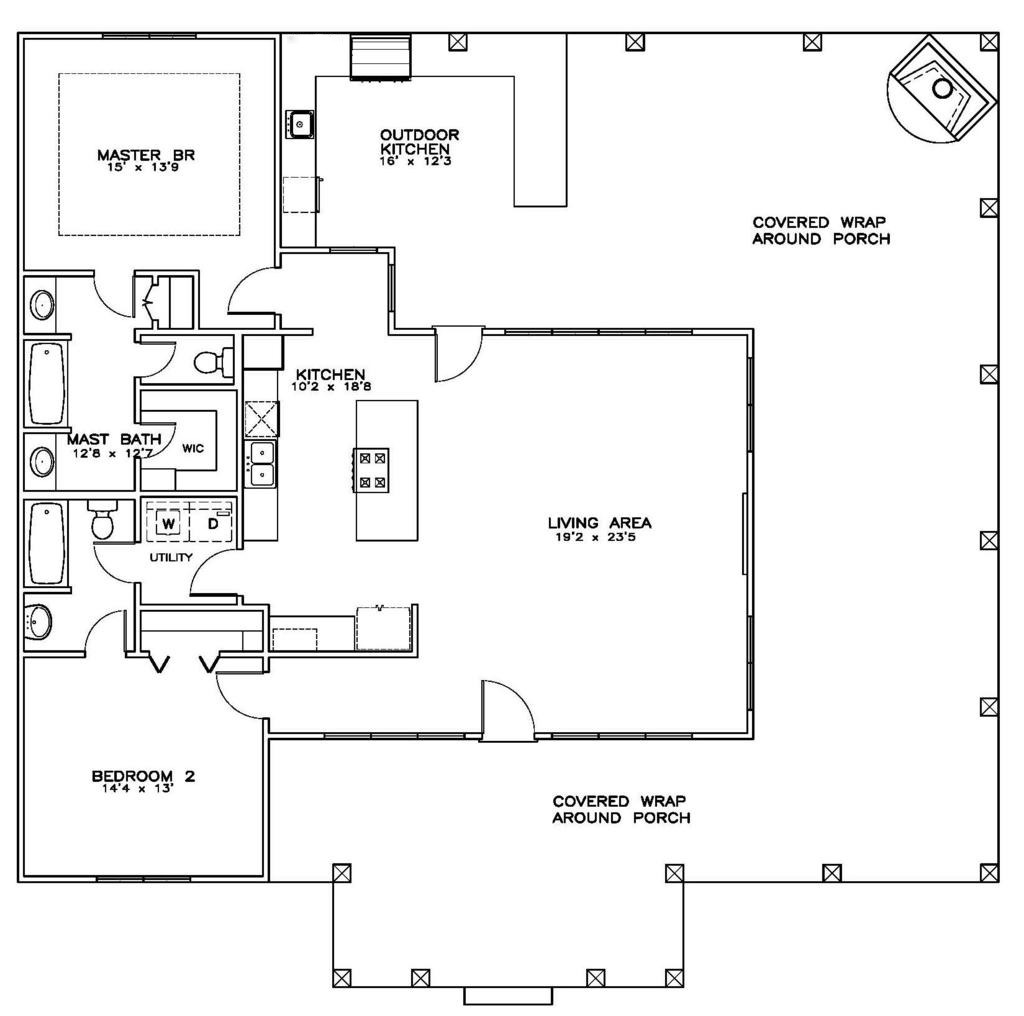 MASTER BR
15' x 13'9
OUTDOOR
KITCHEN
16' x 12'3
COVERED WRAP
AROUND PORCH
KITCHEN
10'2 x 18'8
MAST BATH
12'8 x 12'7
WIC
W
D
UTILITY
LIVING AREA
19'2 x 23'5
BEDROOM 2
14'4 x 13'
COVERED WRAP
AROUND PORCH